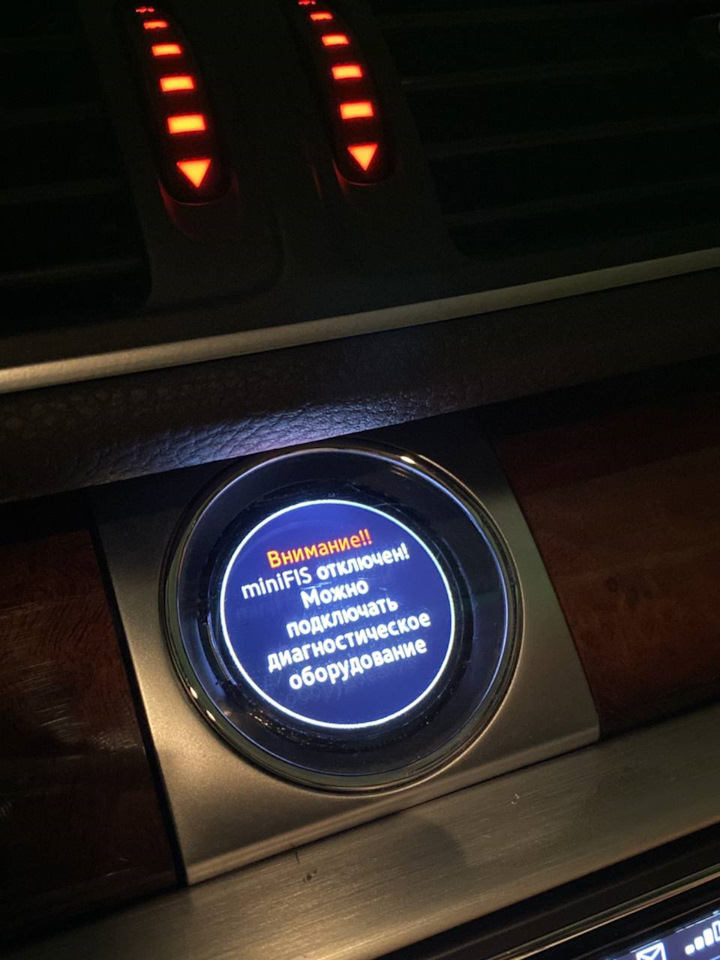 Внимание!!
miniFIS отключен!
Можно
подключать
диагностическое
оборудование